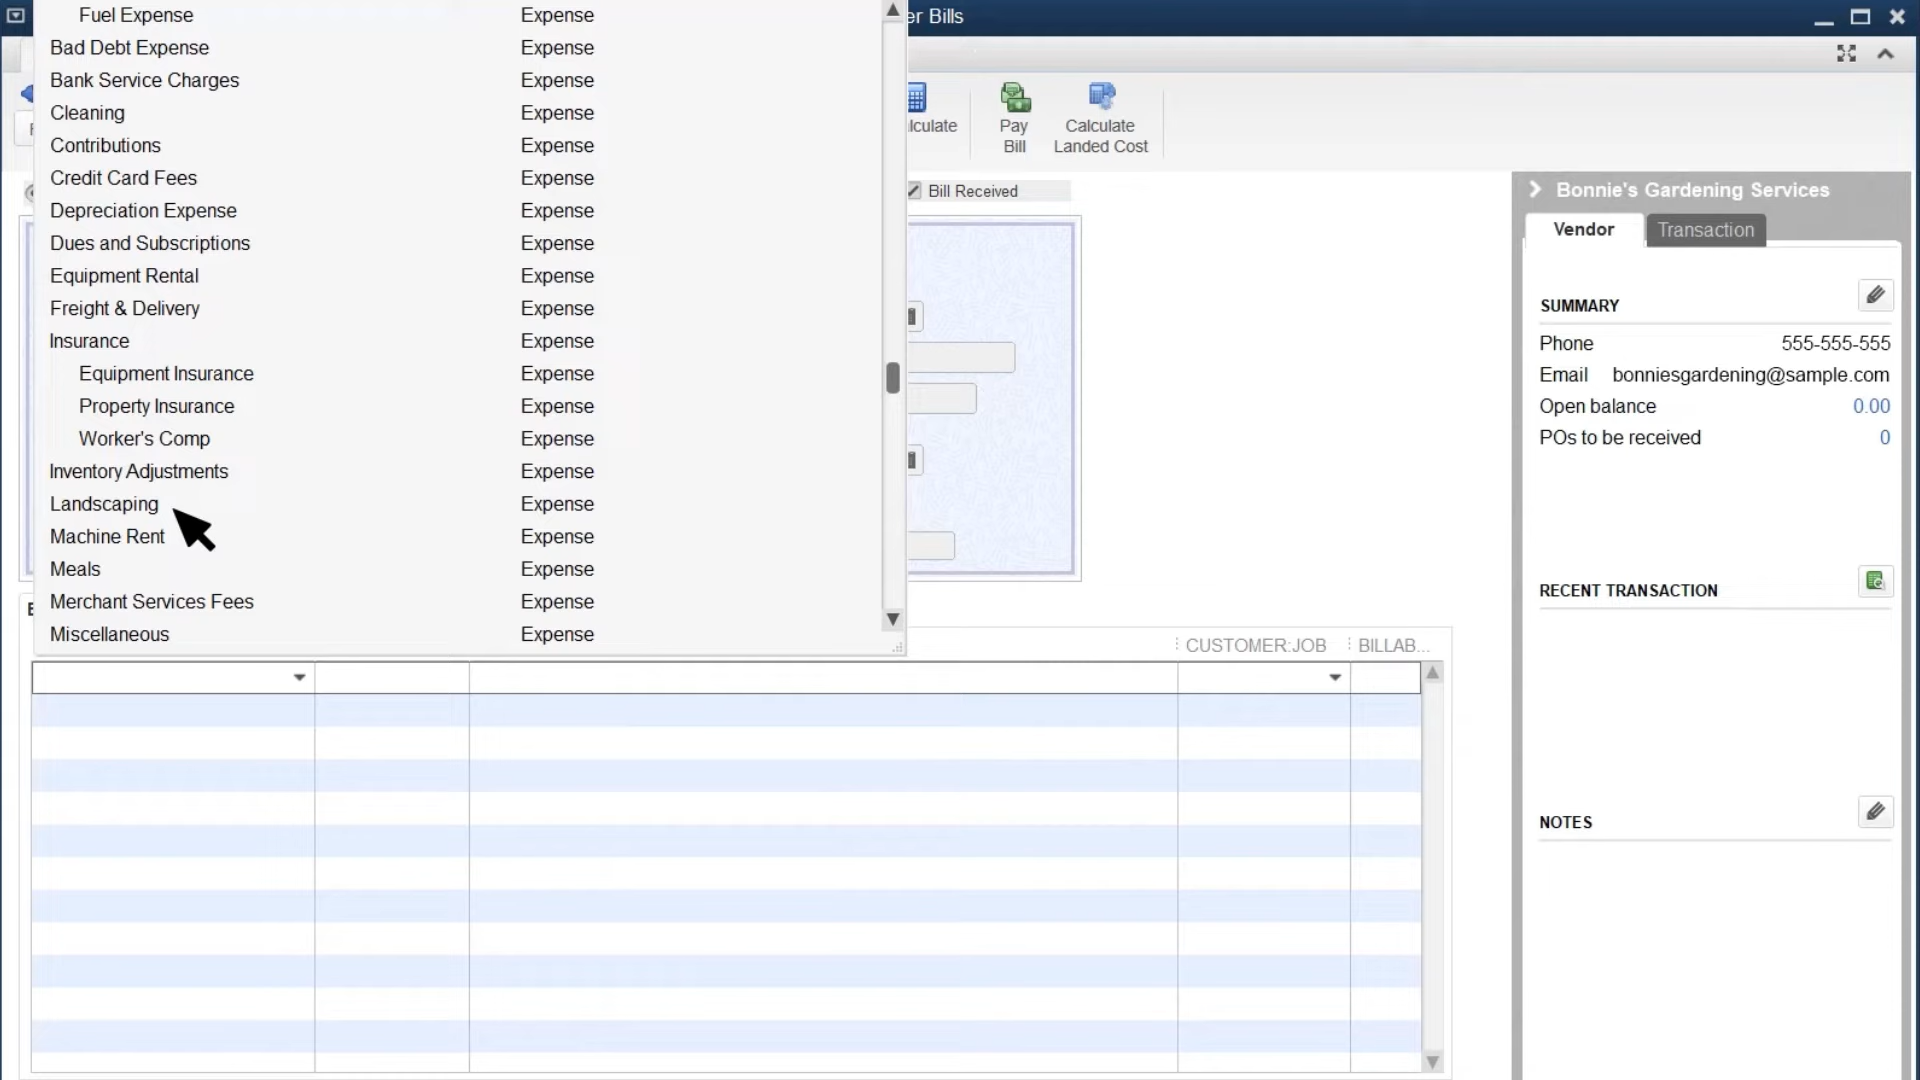 er Bills
Fuel Expense Expense
Bad Debt Expense Expense
Bank Service Charges Expense
Cleaning Expense
Contributions Expense
Credit Card Fees Expense
Depreciation Expense Expense
Dues and Subscriptions Expense
Equipment Rental Expense
Freight & Delivery Expense
Insurance Expense
Equipment Insurance Expense
Property Insurance Expense
Worker's Comp Expense
Inventory Adjustments Expense
Landscaping Expense
Machine Rent Expense
Meals Expense
Merchant Services Fees Expense
Miscellaneous Expense
lculate
Pay
Bill
Calculate
Landed Cost
Bill Received
CUSTOMER:JOB BILLAB...
Bonnie's Gardening Services
Vendor Transaction
SUMMARY
Phone 555-555-555
Email bonniesgardening@sample.com
Open balance 0.00
POs to be received 0
RECENT TRANSACTION
NOTES